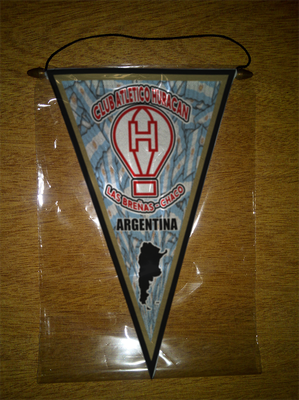 CLUB ATLETICO HURACAN
H
LAS BREÑAS - CHACO
ARGENTINA